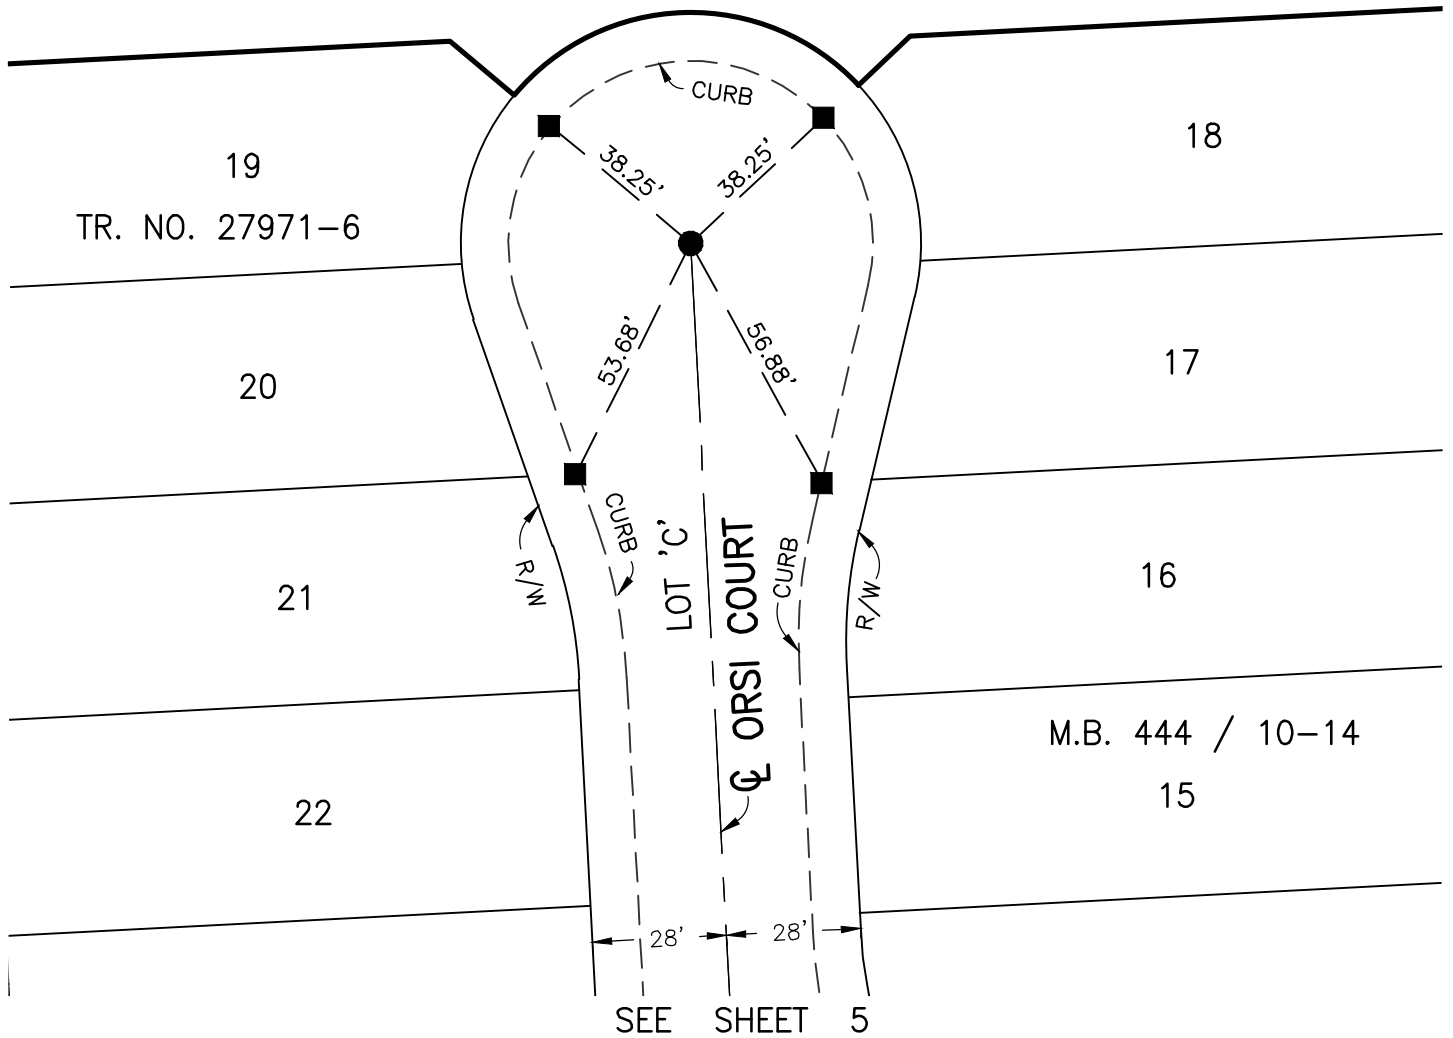 CURB
18
19
38.25'
38.25'
TR. NO. 27971-6
53.68'
56.88'
17
20
CURB
LOT 'C'
℄ ORSI COURT
CURB
R/W
R/W
21
16
M.B. 444 / 10-14
22
15
28'
28'
SEE SHEET 5